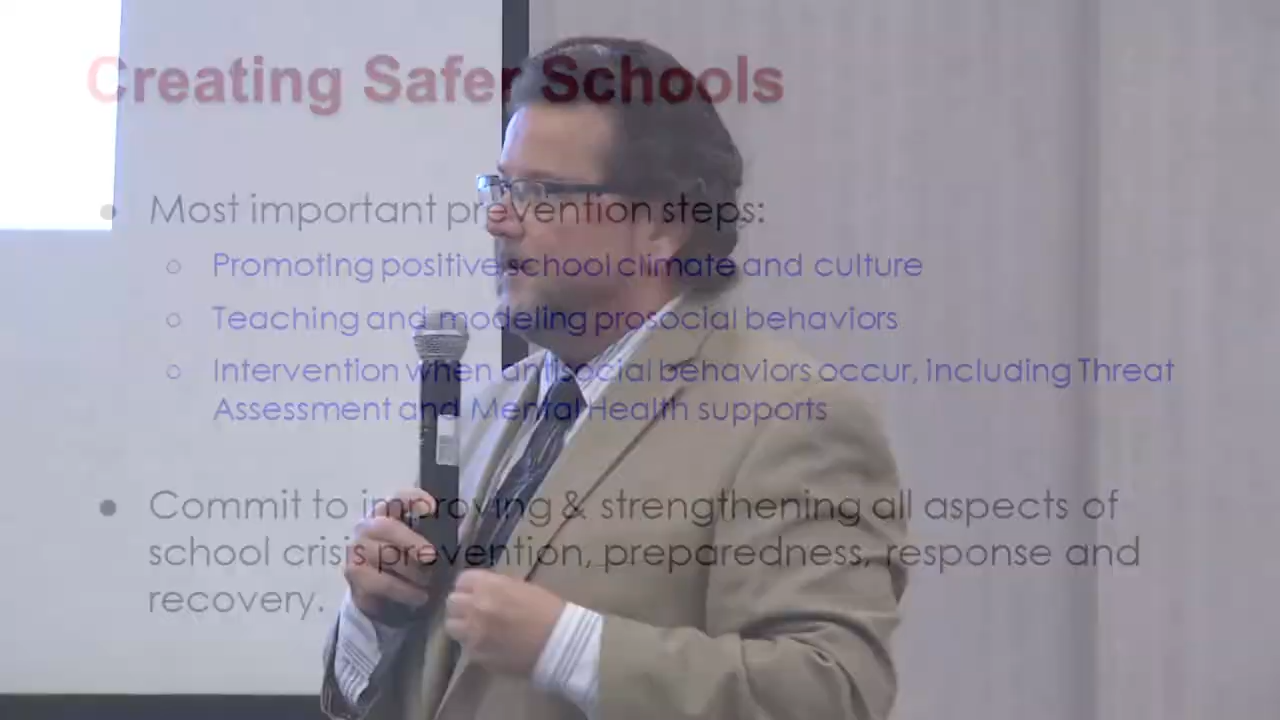 Creating Safer Schools
Most important prevention steps:
Promoting positive school climate and culture
Teaching and modeling prosocial behaviors
Intervention when antisocial behaviors occur, including Threat
Assessment and Mental Health supports
Commit to improving & strengthening all aspects of
school crisis prevention, preparedness, response and
recovery.